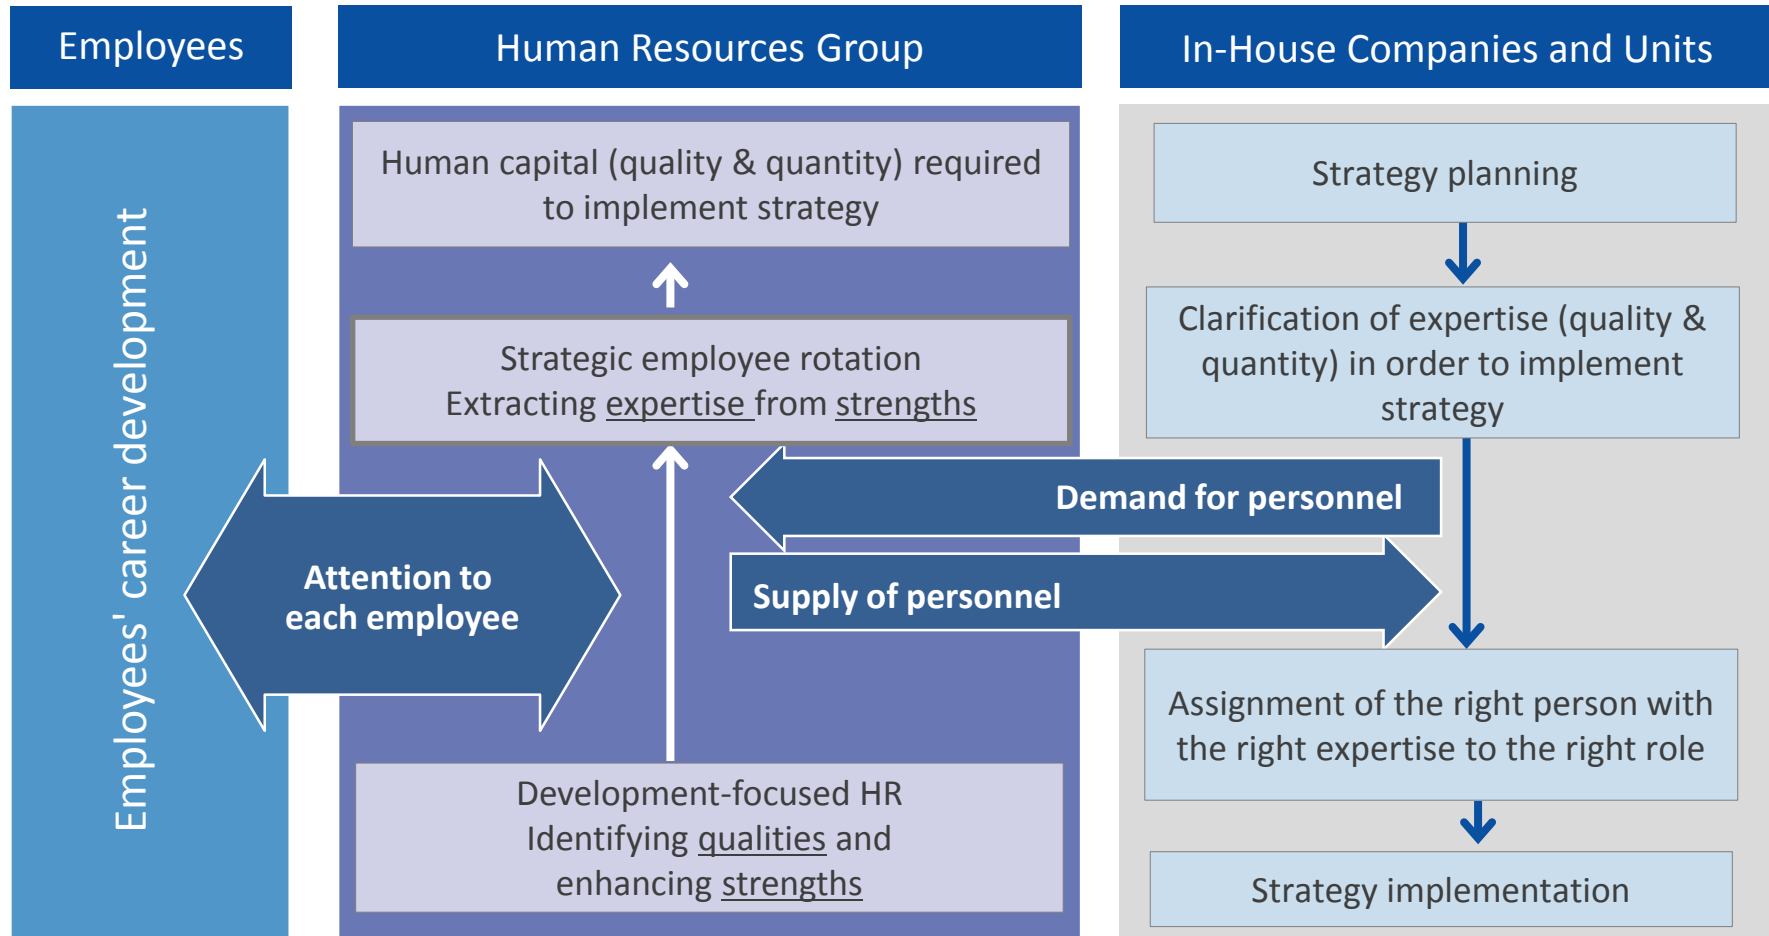 Employees
Human Resources Group
In-House Companies and Units
Employees' career development
Human capital (quality & quantity) required
to implement strategy
Strategic employee rotation
Extracting expertise from strengths
Attention to
each employee
Development-focused HR
Identifying qualities and
enhancing strengths
Demand for personnel
Supply of personnel
Strategy planning
Clarification of expertise (quality &
quantity) in order to implement
strategy
Assignment of the right person with
the right expertise to the right role
Strategy implementation